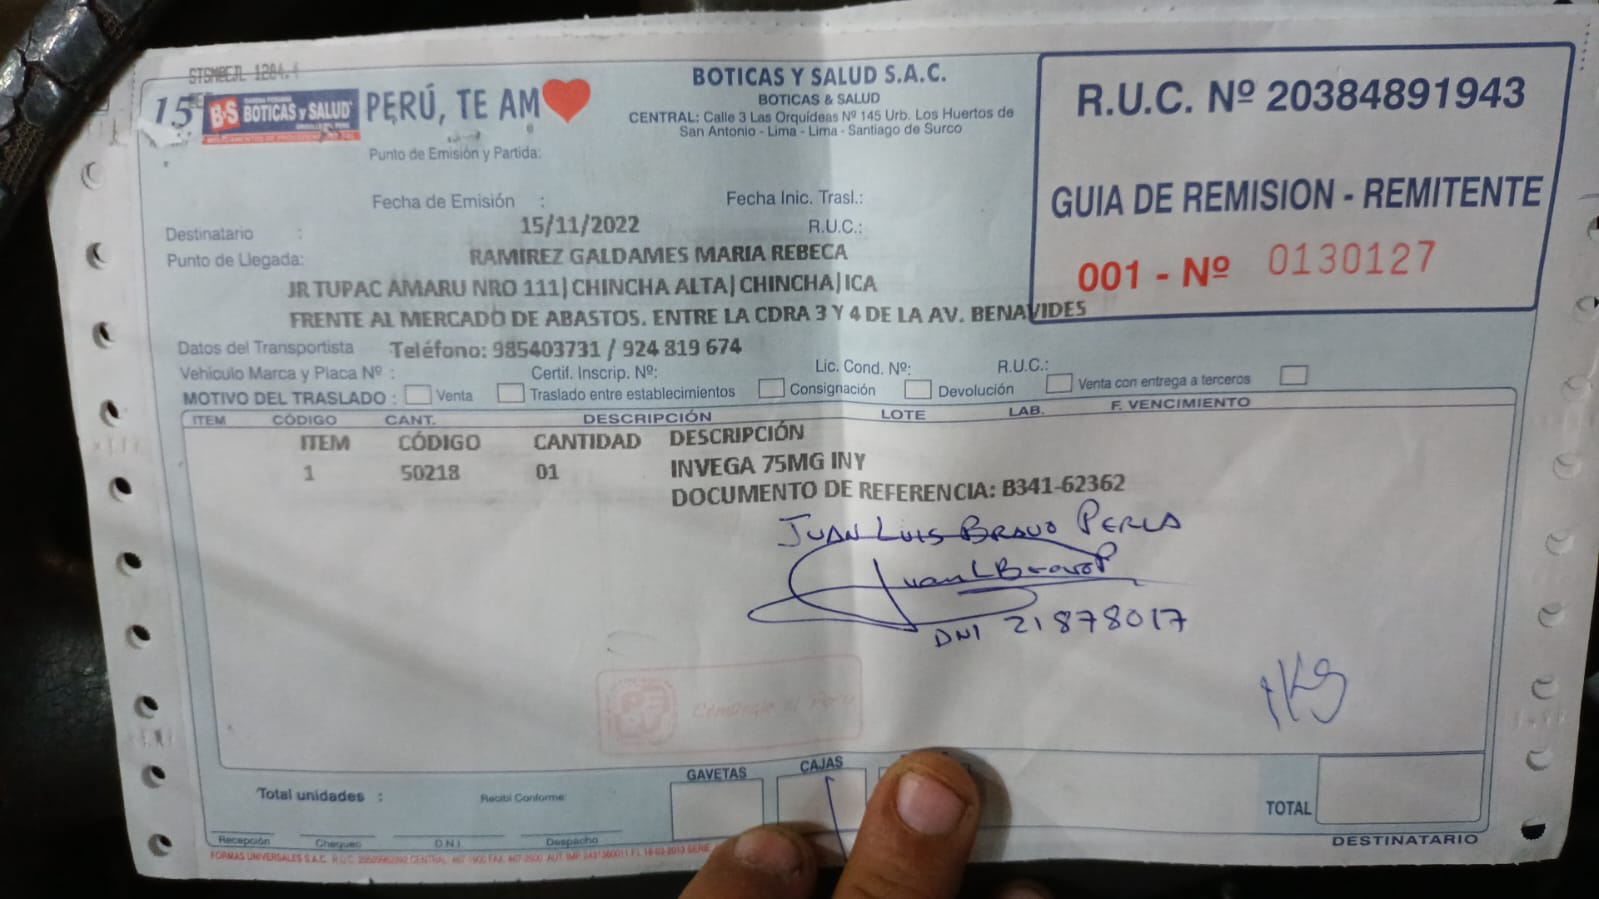 STSMBEJL 1284.1
15
B·S BOTICAS y SALUD
PERÚ, TE AM
BOTICAS Y SALUD S.A.C.
BOTICAS & SALUD
CENTRAL: Calle 3 Las Orquídeas Nº 145 Urb. Los Huertos de
San Antonio - Lima - Lima - Santiago de Surco
R.U.C. Nº 20384891943
GUIA DE REMISION - REMITENTE
001 - Nº 0130127
Punto de Emisión y Partida:
Fecha de Emisión :
Fecha Inic. Trasl.:
15/11/2022
Destinatario :
R.U.C.:
RAMIREZ GALDAMES MARIA REBECA
Punto de Llegada:
JR TUPAC AMARU NRO 111| CHINCHA ALTA| CHINCHA|ICA
FRENTE AL MERCADO DE ABASTOS. ENTRE LA CDRA 3 Y 4 DE LA AV. BENAVIDES
Datos del Transportista
Teléfono: 985403731 / 924 819 674
Vehículo Marca y Placa Nº :
Certif. Inscrip. Nº:
Lic. Cond. Nº:
R.U.C.:
MOTIVO DEL TRASLADO : Venta Traslado entre establecimientos Consignación Devolución Venta con entrega a terceros
ITEM CÓDIGO CANT. DESCRIPCIÓN LOTE LAB. F. VENCIMIENTO
ITEM CÓDIGO CANTIDAD DESCRIPCIÓN
1 50218 01 INVEGA 75MG INY
DOCUMENTO DE REFERENCIA: B341-62362
JUAN LUIS BRAVO PERLA
Juan L Bravo P
DNI 21878017
Total unidades :
Recibí Conforme:
GAVETAS
CAJAS
TOTAL
Recepción
Chequeo
D.N.I.
Despacho
DESTINATARIO
FORMAS UNIVERSALES S.A.C.